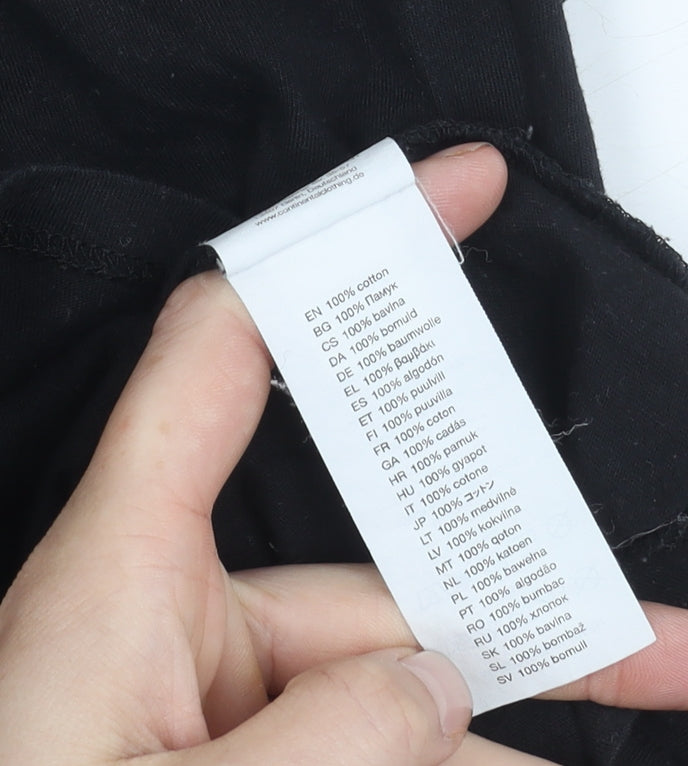 Berlin, Deutschland
www.continentalclothing.de
EN 100% cotton
BG 100% Памук
CS 100% bavlna
DA 100% bomuld
DE 100% baumwolle
EL 100% βαμβάκι
ES 100% algodón
ET 100% puuvill
FI 100% puuvilla
FR 100% coton
GA 100% cadás
HR 100% pamuk
HU 100% gyapot
IT 100% cotone
JP 100% コットン
LT 100% medvilnė
LV 100% kokvilna
MT 100% qoton
NL 100% katoen
PL 100% bawełna
PT 100% algodão
RO 100% bumbac
RU 100% хлопок
SK 100% bavlna
SL 100% bombaž
SV 100% bomull